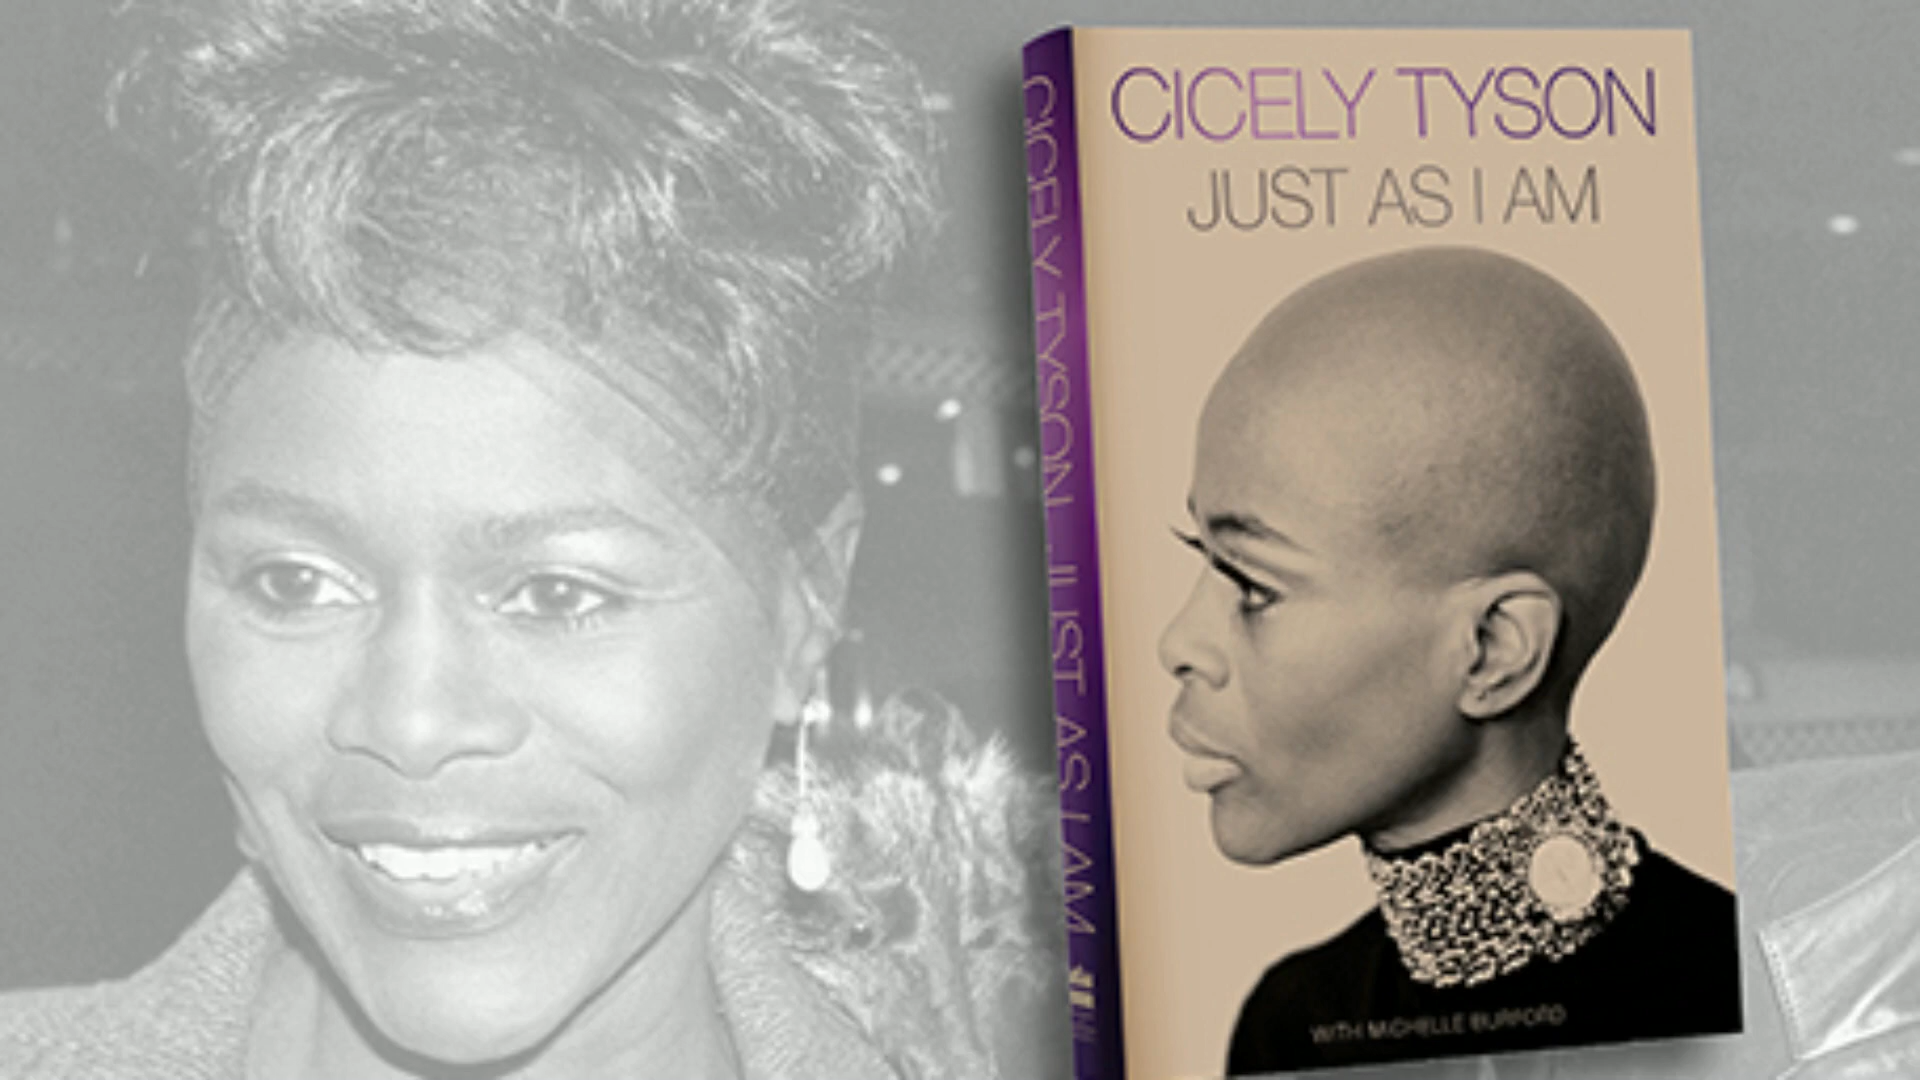 CICELY TYSON JUST AS I AM
CICELY TYSON
JUST AS I AM
WITH MICHELLE BURFORD